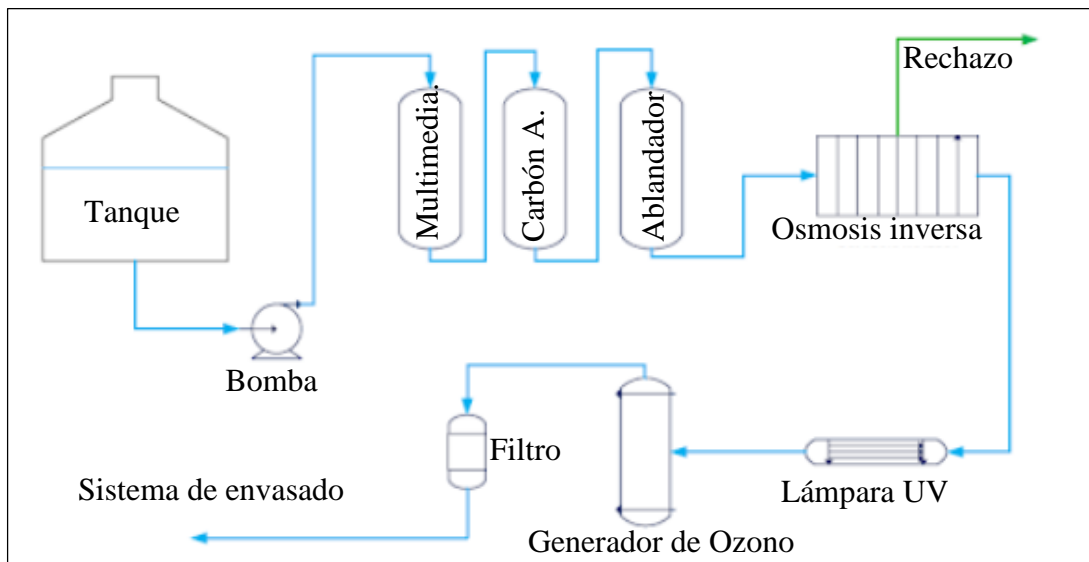 Rechazo
Multimedia.
Carbón A.
Ablandador
Tanque
Osmosis inversa
Bomba
Filtro
Sistema de envasado
Lámpara UV
Generador de Ozono